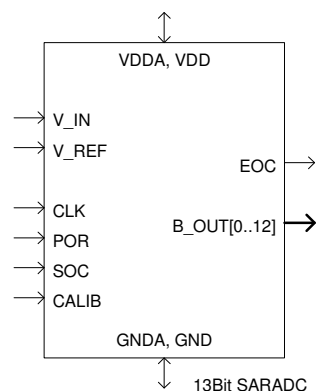 VDDA, VDD
V_IN
V_REF
EOC
CLK
B_OUT[0..12]
POR
SOC
CALIB
GNDA, GND
13Bit SARADC